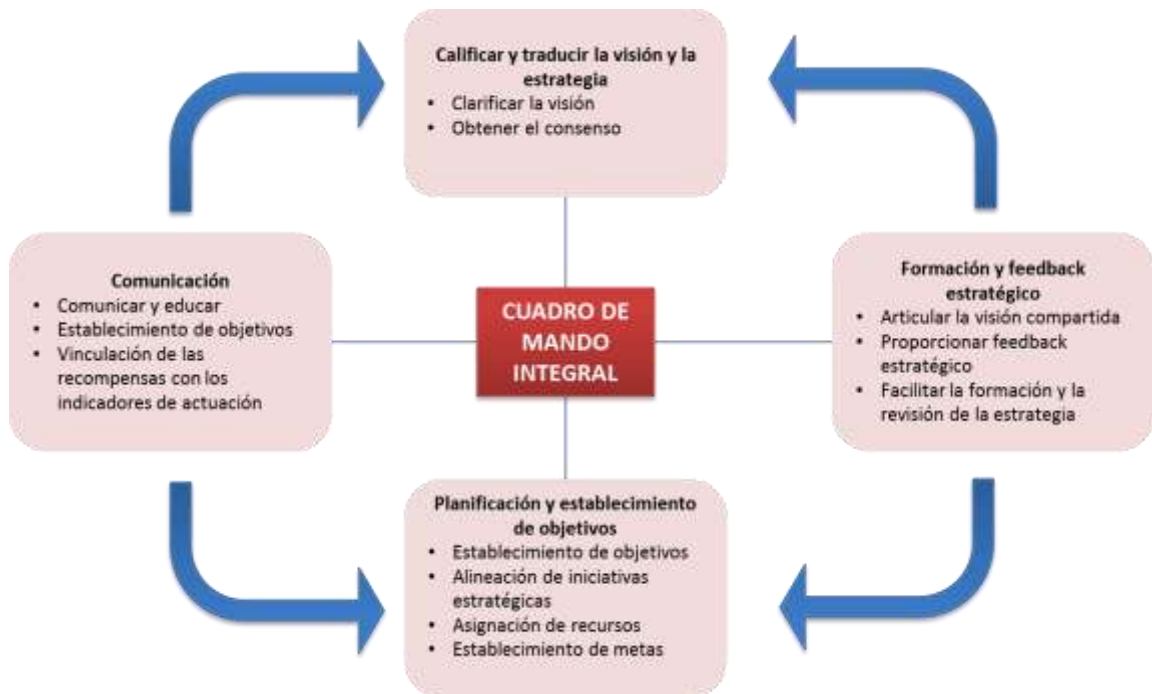 Calificar y traducir la visión y la
estrategia
• Clarificar la visión
• Obtener el consenso
Comunicación
• Comunicar y educar
• Establecimiento de objetivos
• Vinculación de las
recompensas con los
indicadores de actuación
CUADRO DE
MANDO
INTEGRAL
Formación y feedback
estratégico
• Articular la visión compartida
• Proporcionar feedback
estratégico
• Facilitar la formación y la
revisión de la estrategia
Planificación y establecimiento
de objetivos
• Establecimiento de objetivos
• Alineación de iniciativas
estratégicas
• Asignación de recursos
• Establecimiento de metas